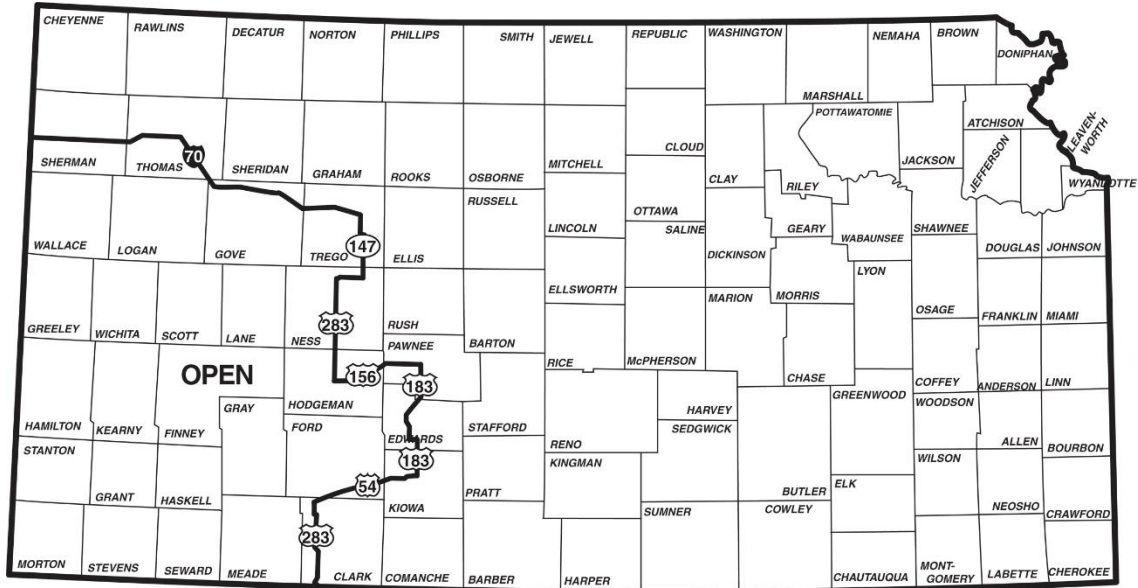 CHEYENNE
RAWLINS
DECATUR
NORTON
PHILLIPS
SMITH
JEWELL
REPUBLIC
WASHINGTON
MARSHALL
NEMAHA
BROWN
DONIPHAN
SHERMAN
THOMAS
70
SHERIDAN
GRAHAM
ROOKS
OSBORNE
MITCHELL
CLOUD
CLAY
RILEY
POTTAWATOMIE
JACKSON
ATCHISON
JEFFERSON
LEAVEN-
WORTH
WYANDOTTE
WALLACE
LOGAN
GOVE
TREGO
147
ELLIS
RUSSELL
LINCOLN
OTTAWA
SALINE
DICKINSON
GEARY
WABAUNSEE
SHAWNEE
DOUGLAS
JOHNSON
GREELEY
WICHITA
SCOTT
LANE
NESS
283
RUSH
PAWNEE
BARTON
ELLSWORTH
RICE
McPHERSON
MARION
MORRIS
CHASE
LYON
OSAGE
FRANKLIN
MIAMI
OPEN
156
183
HAMILTON
KEARNY
FINNEY
GRAY
HODGEMAN
FORD
EDWARDS
STAFFORD
RENO
HARVEY
SEDGWICK
BUTLER
GREENWOOD
COFFEY
WOODSON
ANDERSON
LINN
ALLEN
BOURBON
STANTON
GRANT
HASKELL
54
183
KIOWA
PRATT
KINGMAN
ELK
WILSON
NEOSHO
CRAWFORD
MORTON
STEVENS
SEWARD
MEADE
283
CLARK
COMANCHE
BARBER
HARPER
SUMNER
COWLEY
CHAUTAUQUA
MONT-
GOMERY
LABETTE
CHEROKEE